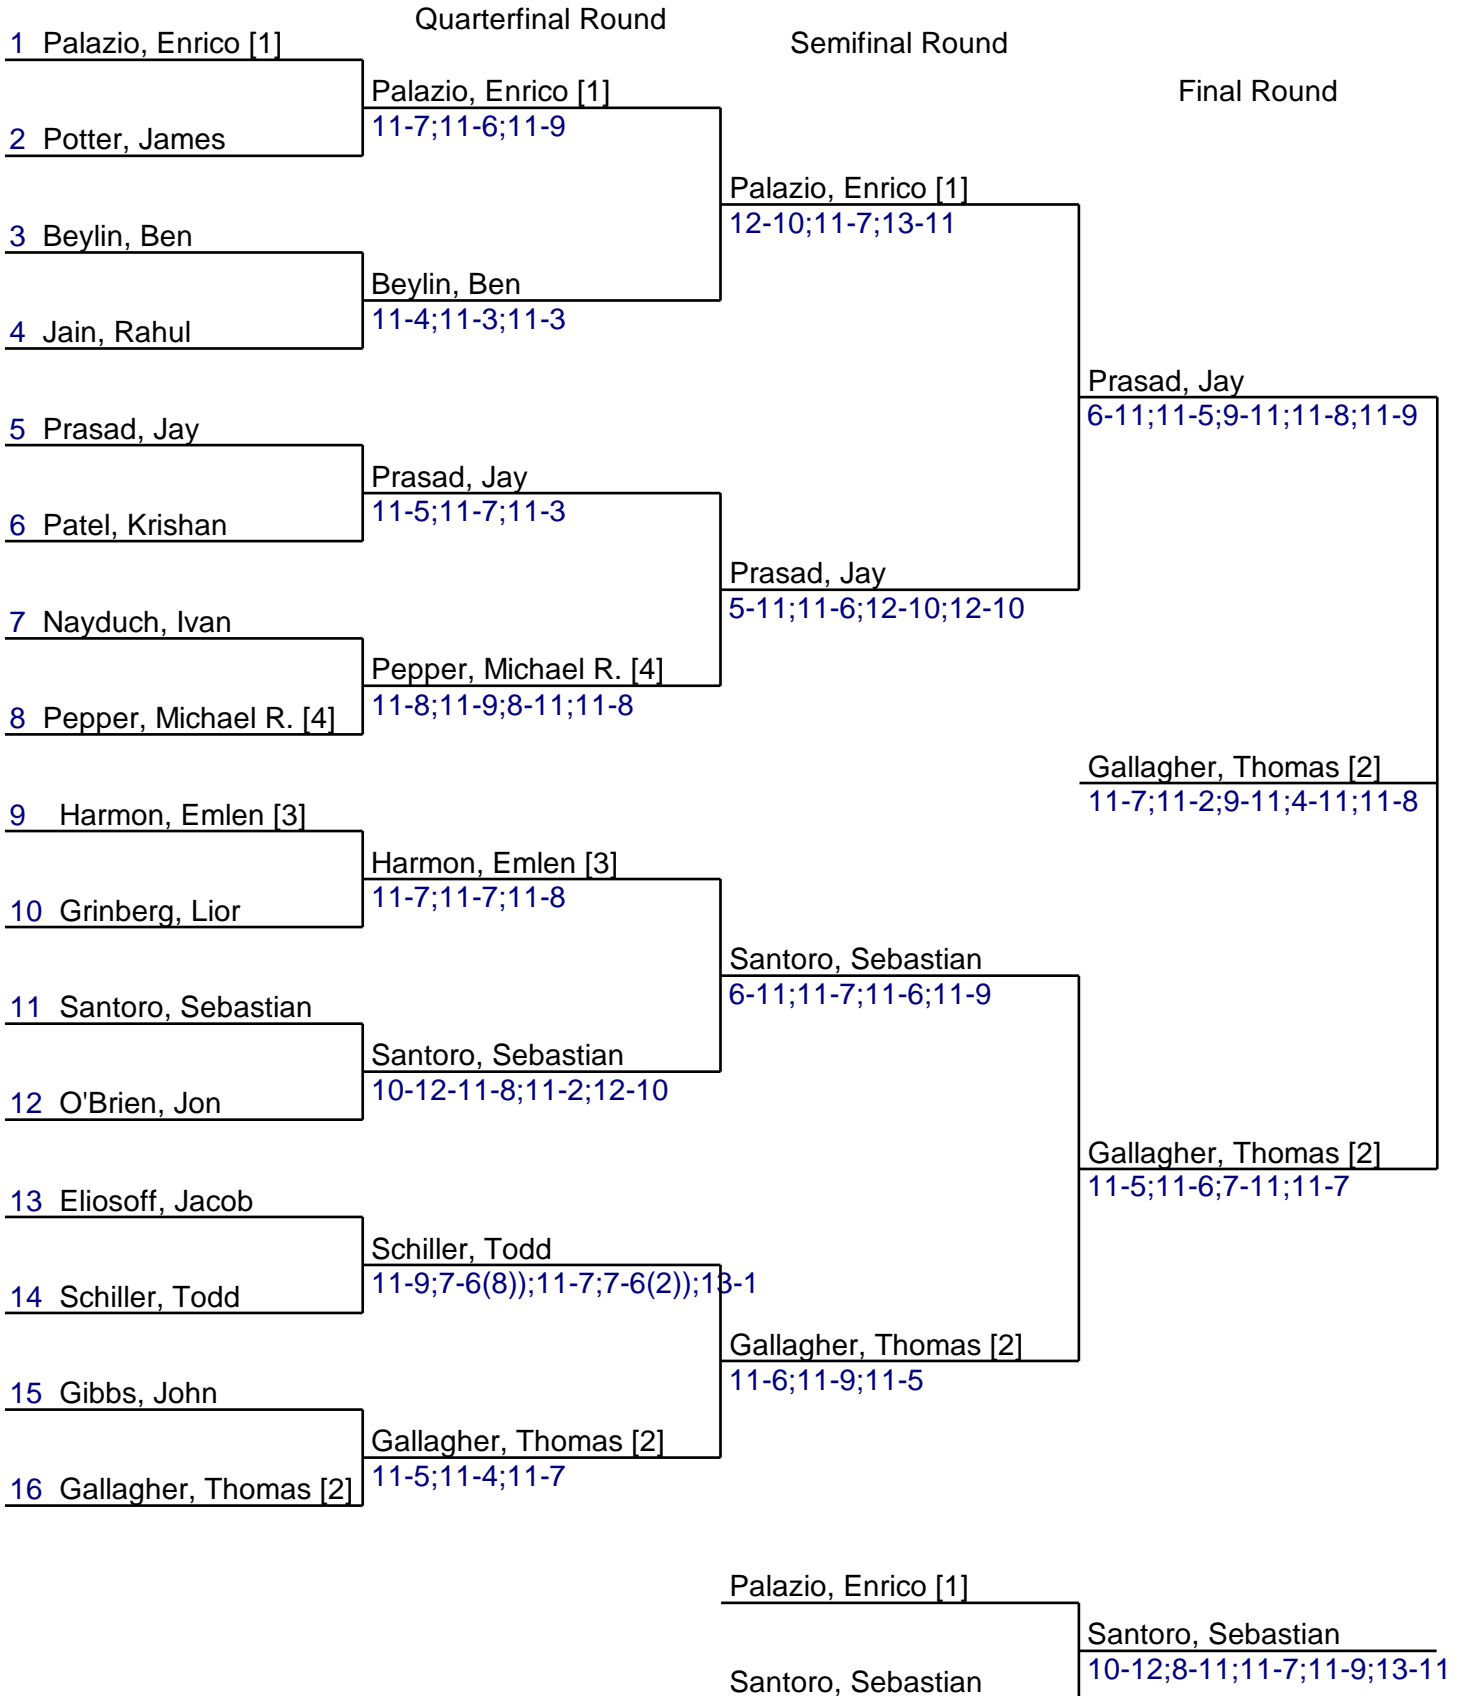 Quarterfinal Round
Semifinal Round
Final Round
1 Palazio, Enrico [1]
2 Potter, James
3 Beylin, Ben
4 Jain, Rahul
5 Prasad, Jay
6 Patel, Krishan
7 Nayduch, Ivan
8 Pepper, Michael R. [4]
9 Harmon, Emlen [3]
10 Grinberg, Lior
11 Santoro, Sebastian
12 O'Brien, Jon
13 Eliosoff, Jacob
14 Schiller, Todd
15 Gibbs, John
16 Gallagher, Thomas [2]
Palazio, Enrico [1]
11-7;11-6;11-9
Beylin, Ben
11-4;11-3;11-3
Prasad, Jay
11-5;11-7;11-3
Pepper, Michael R. [4]
11-8;11-9;8-11;11-8
Harmon, Emlen [3]
11-7;11-7;11-8
Santoro, Sebastian
10-12-11-8;11-2;12-10
Schiller, Todd
11-9;7-6(8));11-7;7-6(2));13-1
Gallagher, Thomas [2]
11-5;11-4;11-7
Palazio, Enrico [1]
12-10;11-7;13-11
Prasad, Jay
5-11;11-6;12-10;12-10
Santoro, Sebastian
6-11;11-7;11-6;11-9
Gallagher, Thomas [2]
11-6;11-9;11-5
Prasad, Jay
6-11;11-5;9-11;11-8;11-9
Gallagher, Thomas [2]
11-7;11-2;9-11;4-11;11-8
Gallagher, Thomas [2]
11-5;11-6;7-11;11-7
Palazio, Enrico [1]
Santoro, Sebastian
Santoro, Sebastian
10-12;8-11;11-7;11-9;13-11